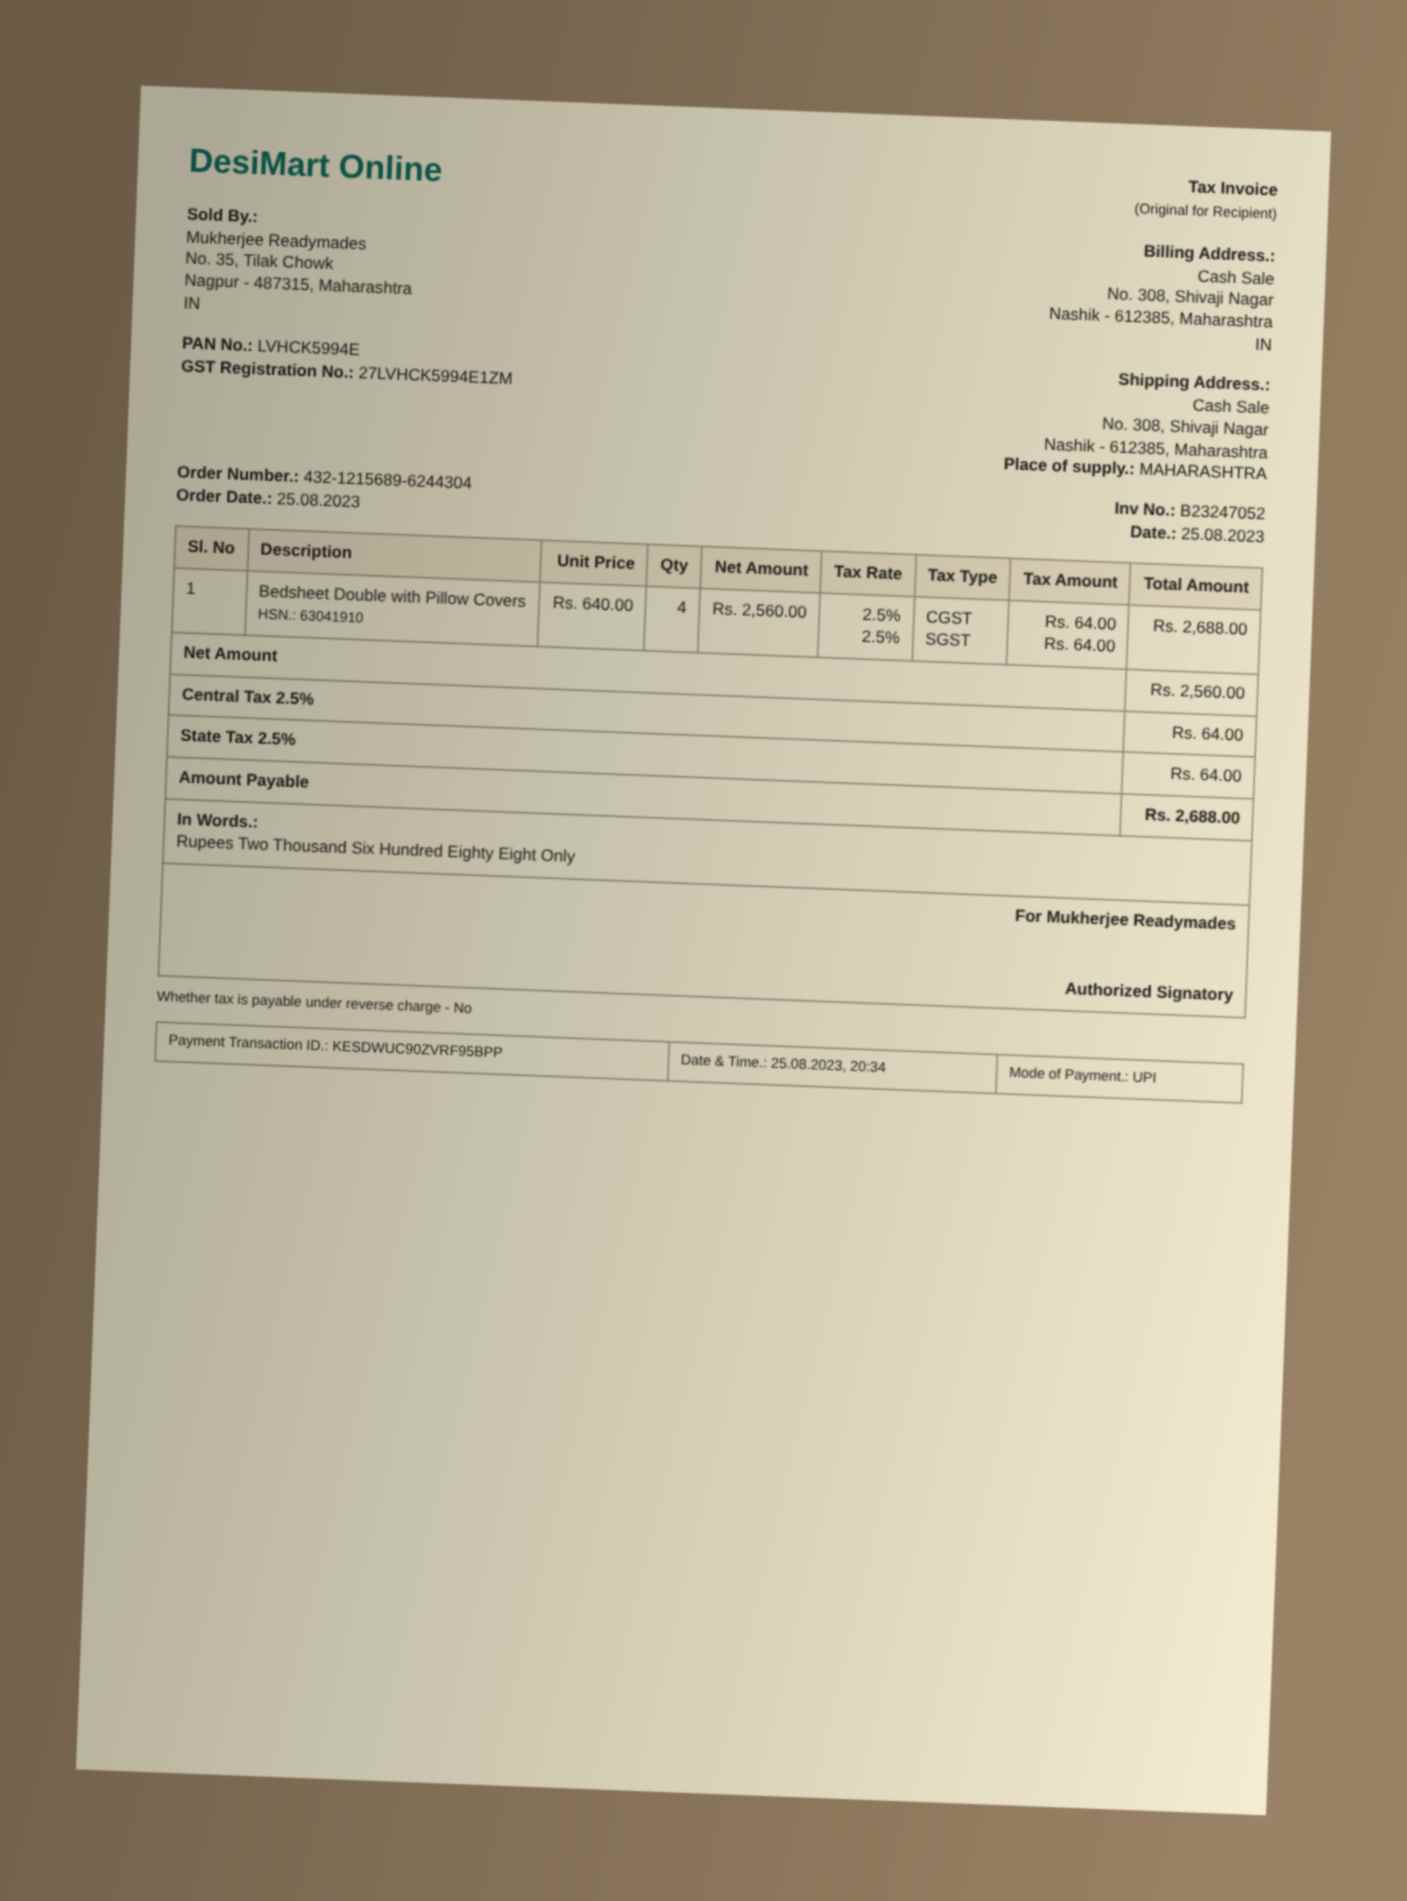 DesiMart Online
Tax Invoice
(Original for Recipient)
Sold By.:
Mukherjee Readymades
No. 35, Tilak Chowk
Nagpur - 487315, Maharashtra
IN
PAN No.: LVHCK5994E
GST Registration No.: 27LVHCK5994E1ZM
Billing Address.:
Cash Sale
No. 308, Shivaji Nagar
Nashik - 612385, Maharashtra
IN
Shipping Address.:
Cash Sale
No. 308, Shivaji Nagar
Nashik - 612385, Maharashtra
Place of supply.: MAHARASHTRA
Order Number.: 432-1215689-6244304
Order Date.: 25.08.2023
Inv No.: B23247052
Date.: 25.08.2023
Sl. No Description Unit Price Qty Net Amount Tax Rate Tax Type Tax Amount Total Amount
1 Bedsheet Double with Pillow Covers Rs. 640.00 4 Rs. 2,560.00 2.5% CGST Rs. 64.00 Rs. 2,688.00
HSN.: 63041910 2.5% SGST Rs. 64.00
Net Amount Rs. 2,560.00
Central Tax 2.5% Rs. 64.00
State Tax 2.5% Rs. 64.00
Amount Payable Rs. 2,688.00
In Words.:
Rupees Two Thousand Six Hundred Eighty Eight Only
For Mukherjee Readymades
Authorized Signatory
Whether tax is payable under reverse charge - No
Payment Transaction ID.: KESDWUC90ZVRF95BPP Date & Time.: 25.08.2023, 20:34 Mode of Payment.: UPI